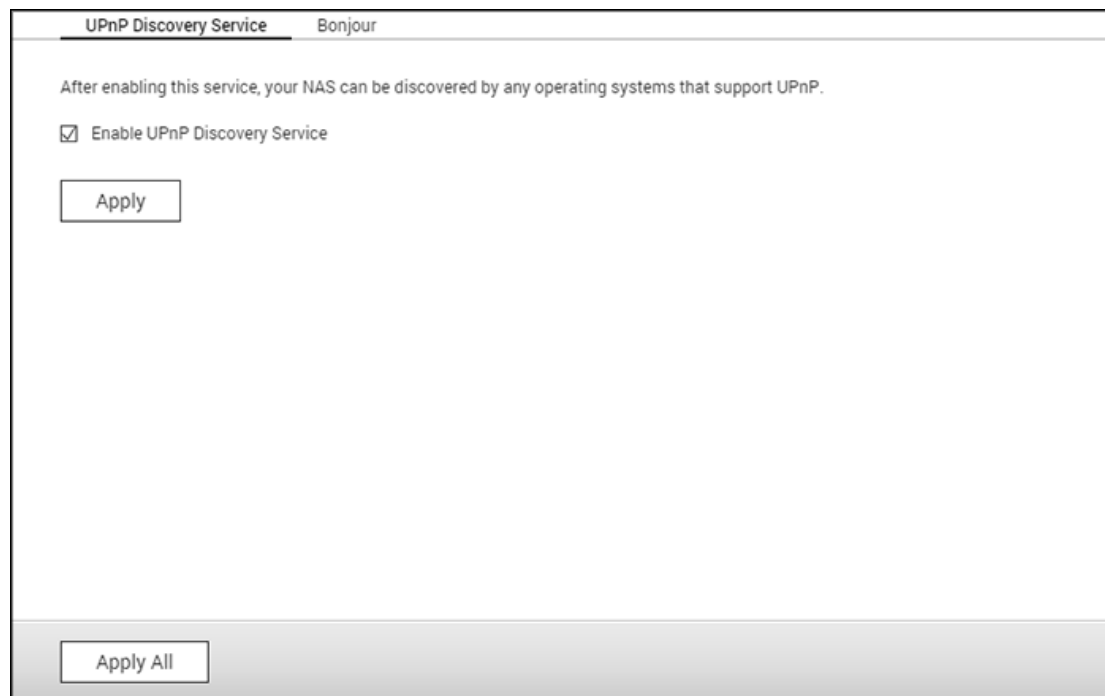 UPnP Discovery Service Bonjour
After enabling this service, your NAS can be discovered by any operating systems that support UPnP.
Enable UPnP Discovery Service
Apply
Apply All